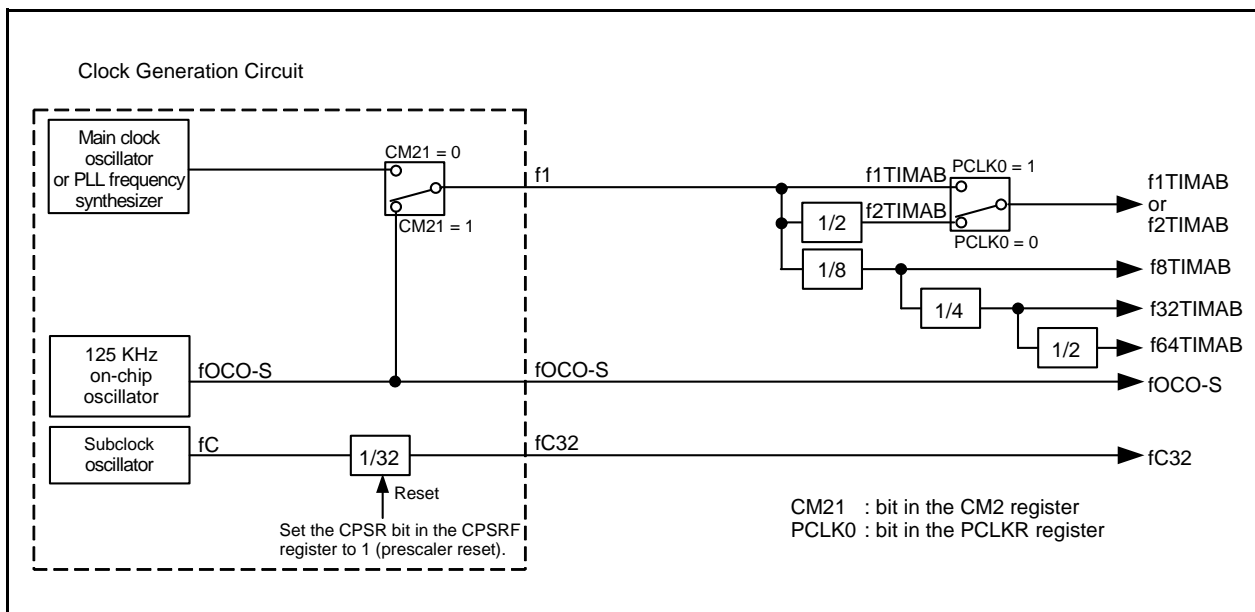 Clock Generation Circuit
Main clock
oscillator
or PLL frequency
synthesizer
CM21 = 0
CM21 = 1
f1
f1TIMAB
PCLK0 = 1
f2TIMAB
PCLK0 = 0
1/2
1/8
1/4
1/2
f1TIMAB
or
f2TIMAB
f8TIMAB
f32TIMAB
f64TIMAB
125 KHz
on-chip
oscillator
fOCO-S
fOCO-S
fOCO-S
Subclock
oscillator
fC
1/32
fC32
fC32
Reset
Set the CPSR bit in the CPSRF
register to 1 (prescaler reset).
CM21 : bit in the CM2 register
PCLK0 : bit in the PCLKR register